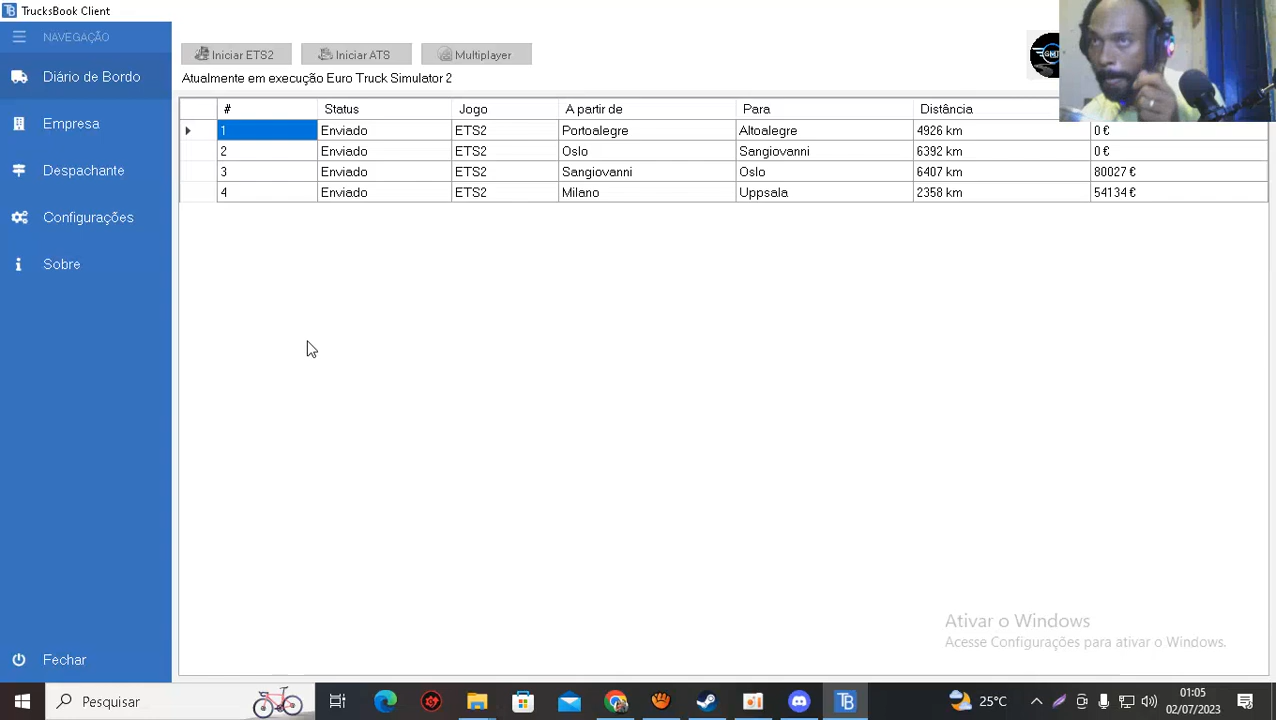 TrucksBook Client
NAVEGAÇÃO
Iniciar ETS2 Iniciar ATS Multiplayer
GMT
Diário de Bordo
Atualmente em execução Euro Truck Simulator 2
# Status Jogo A partir de Para Distância
1 Enviado ETS2 Portoalegre Altoalegre 4926 km 0 €
2 Enviado ETS2 Oslo Sangiovanni 6392 km 0 €
3 Enviado ETS2 Sangiovanni Oslo 6407 km 80027 €
4 Enviado ETS2 Milano Uppsala 2358 km 54134 €
Empresa
Despachante
Configurações
Sobre
Ativar o Windows
Acesse Configurações para ativar o Windows.
Fechar
Pesquisar
TB
25°C
01:05
02/07/2023